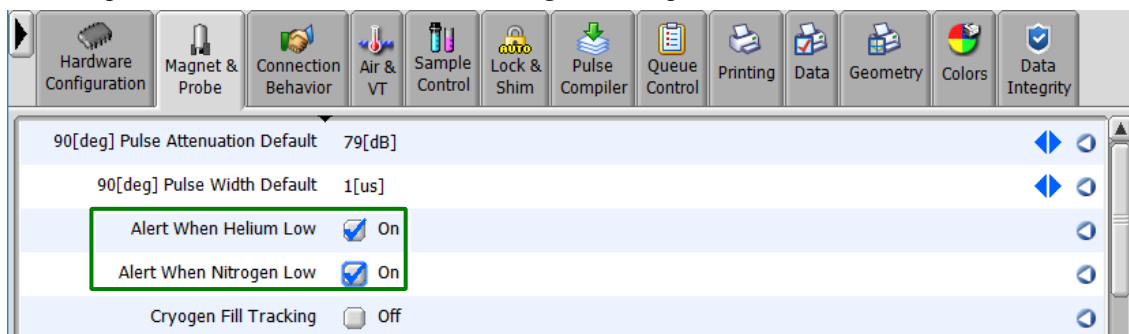 Hardware Configuration
Magnet & Probe
Connection Behavior
Air & VT
Sample Control
AUTO
Lock & Shim
Pulse Compiler
Queue Control
Printing
Data
Geometry
Colors
Data Integrity
90[deg] Pulse Attenuation Default 79[dB]
90[deg] Pulse Width Default 1[us]
Alert When Helium Low On
Alert When Nitrogen Low On
Cryogen Fill Tracking Off